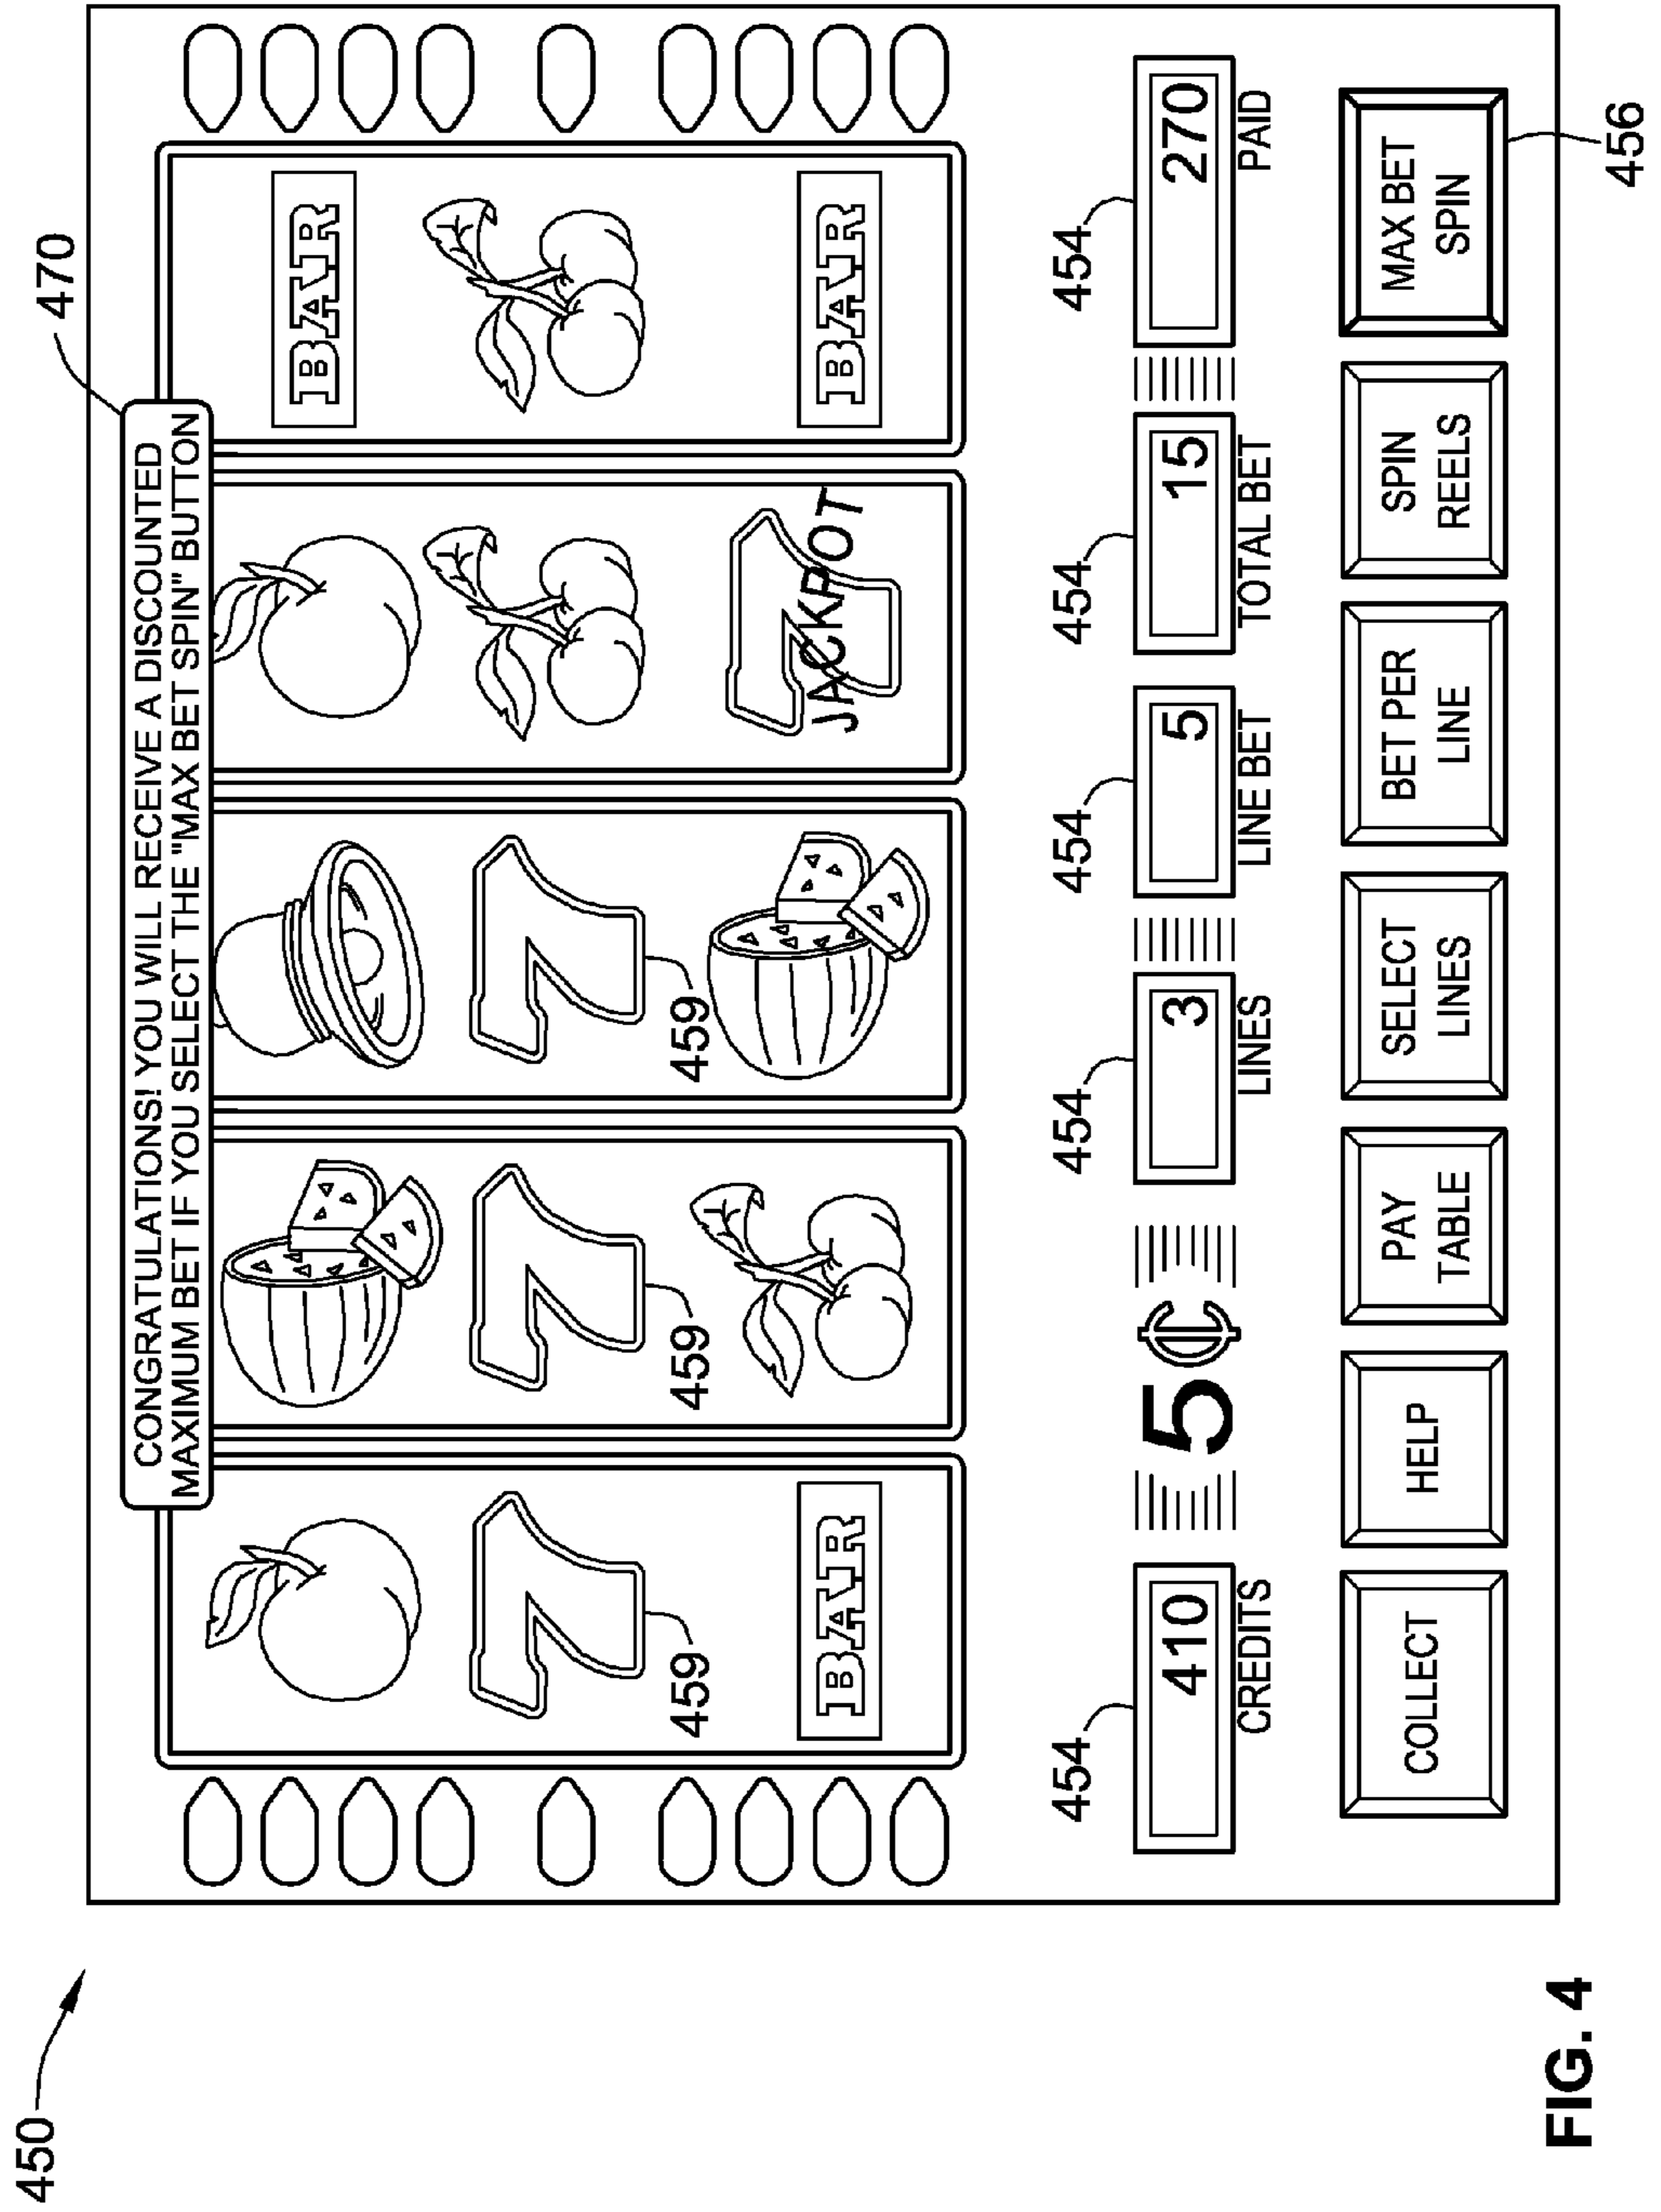 450
470
CONGRATULATIONS! YOU WILL RECEIVE A DISCOUNTED
MAXIMUM BET IF YOU SELECT THE "MAX BET SPIN" BUTTON
BAR
459
459
459
BAR
JACKPOT
BAR
454
454
454
454
454
410
5¢
3
5
15
270
CREDITS
LINES
LINE BET
TOTAL BET
PAID
COLLECT
HELP
PAY
TABLE
SELECT
LINES
BET PER
LINE
SPIN
REELS
MAX BET
SPIN
456
FIG. 4